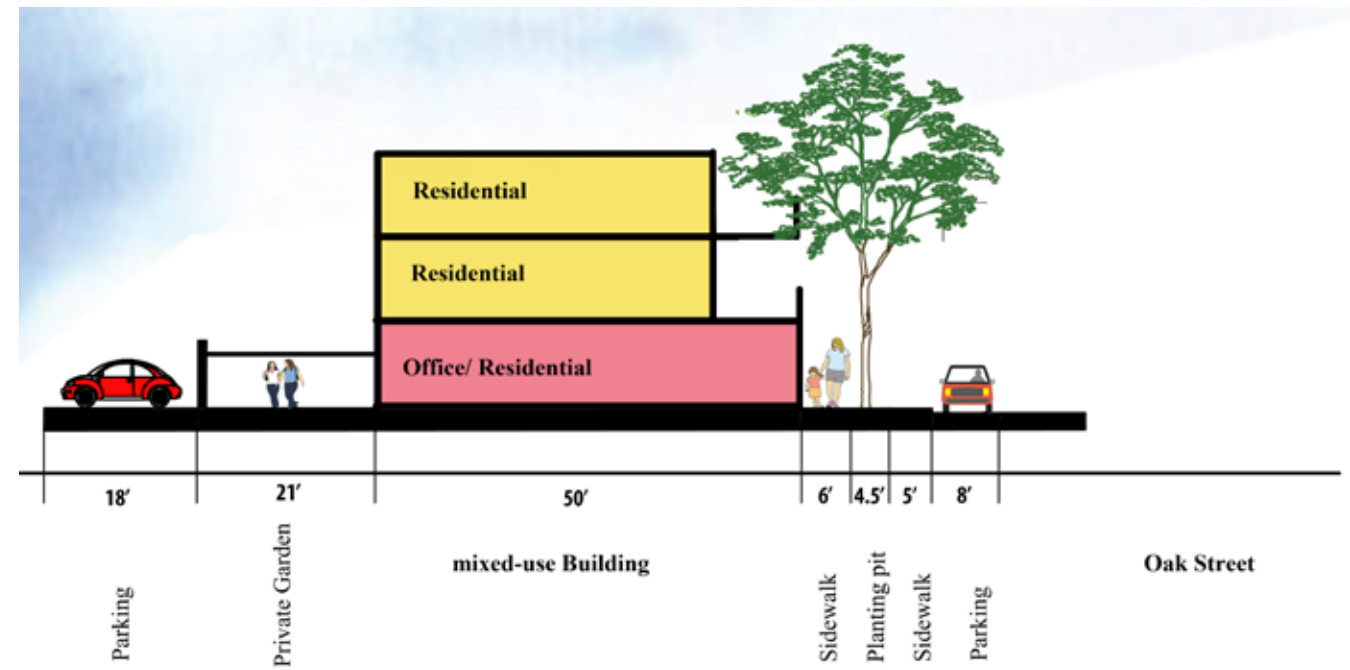 Residential
Residential
Office/ Residential
18′
21′
50′
6′
4.5′
5′
8′
Parking
Private Garden
mixed-use Building
Sidewalk
Planting pit
Sidewalk
Parking
Oak Street